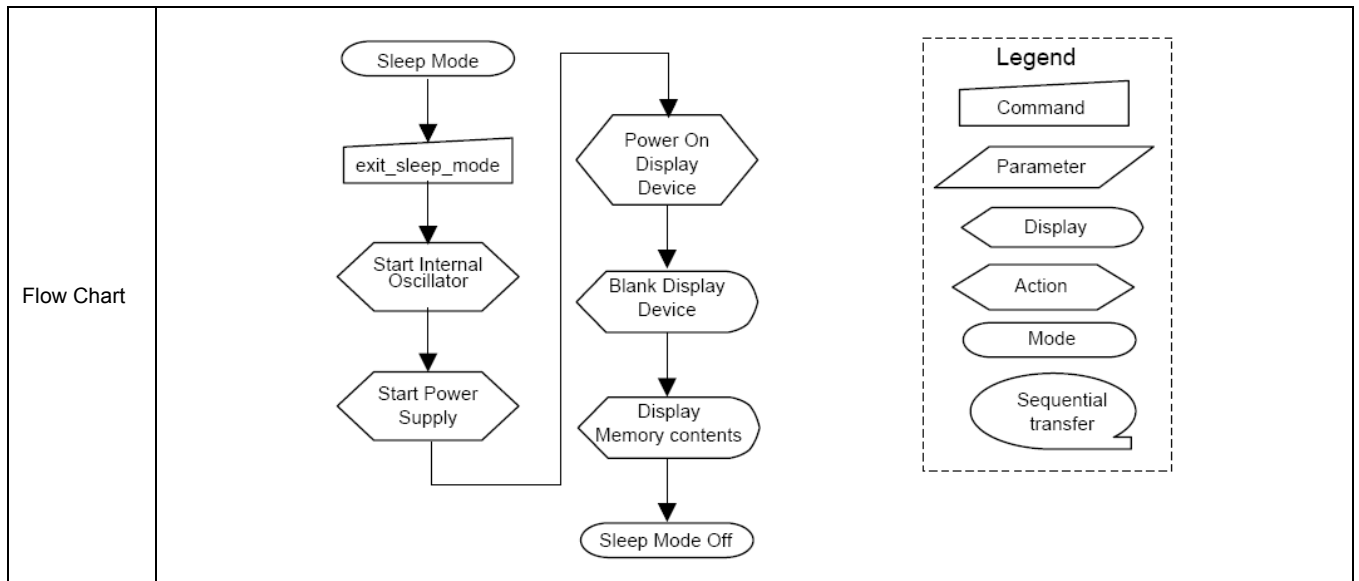 Flow Chart
Sleep Mode
exit_sleep_mode
Start Internal
Oscillator
Start Power
Supply
Power On
Display
Device
Blank Display
Device
Display
Memory contents
Sleep Mode Off
Legend
Command
Parameter
Display
Action
Mode
Sequential
transfer